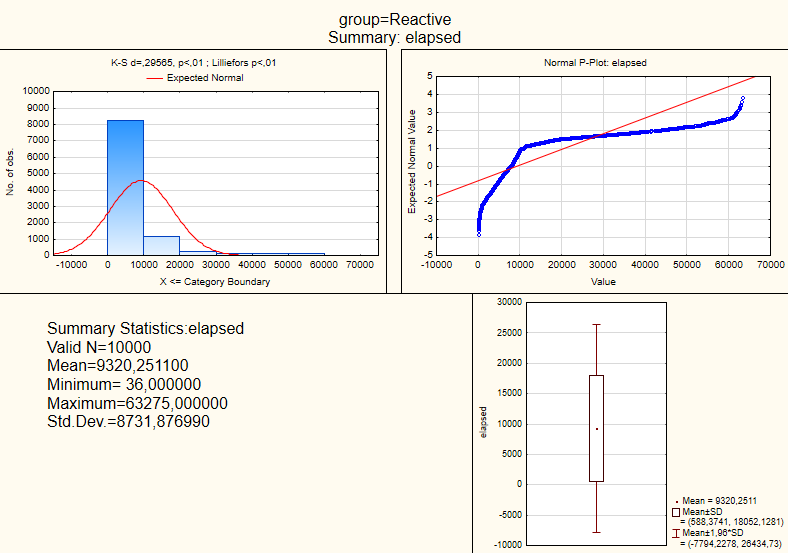 group=Reactive
Summary: elapsed
K-S d=,29565, p<,01 ; Lilliefors p<,01
Expected Normal
10000
9000
8000
7000
6000
5000
4000
3000
2000
1000
0
No. of obs.
-10000 0 10000 20000 30000 40000 50000 60000 70000
X <= Category Boundary
Normal P-Plot: elapsed
5
4
3
2
1
0
-1
-2
-3
-4
-5
Expected Normal Value
-10000 0 10000 20000 30000 40000 50000 60000 70000
Value
Summary Statistics:elapsed
Valid N=10000
Mean=9320,251100
Minimum= 36,000000
Maximum=63275,000000
Std.Dev.=8731,876990
30000
25000
20000
15000
10000
5000
0
-5000
-10000
elapsed
Mean = 9320,2511
Mean±SD
= (588,3741, 18052,1281)
Mean±1,96*SD
= (-7794,2278, 26434,73)